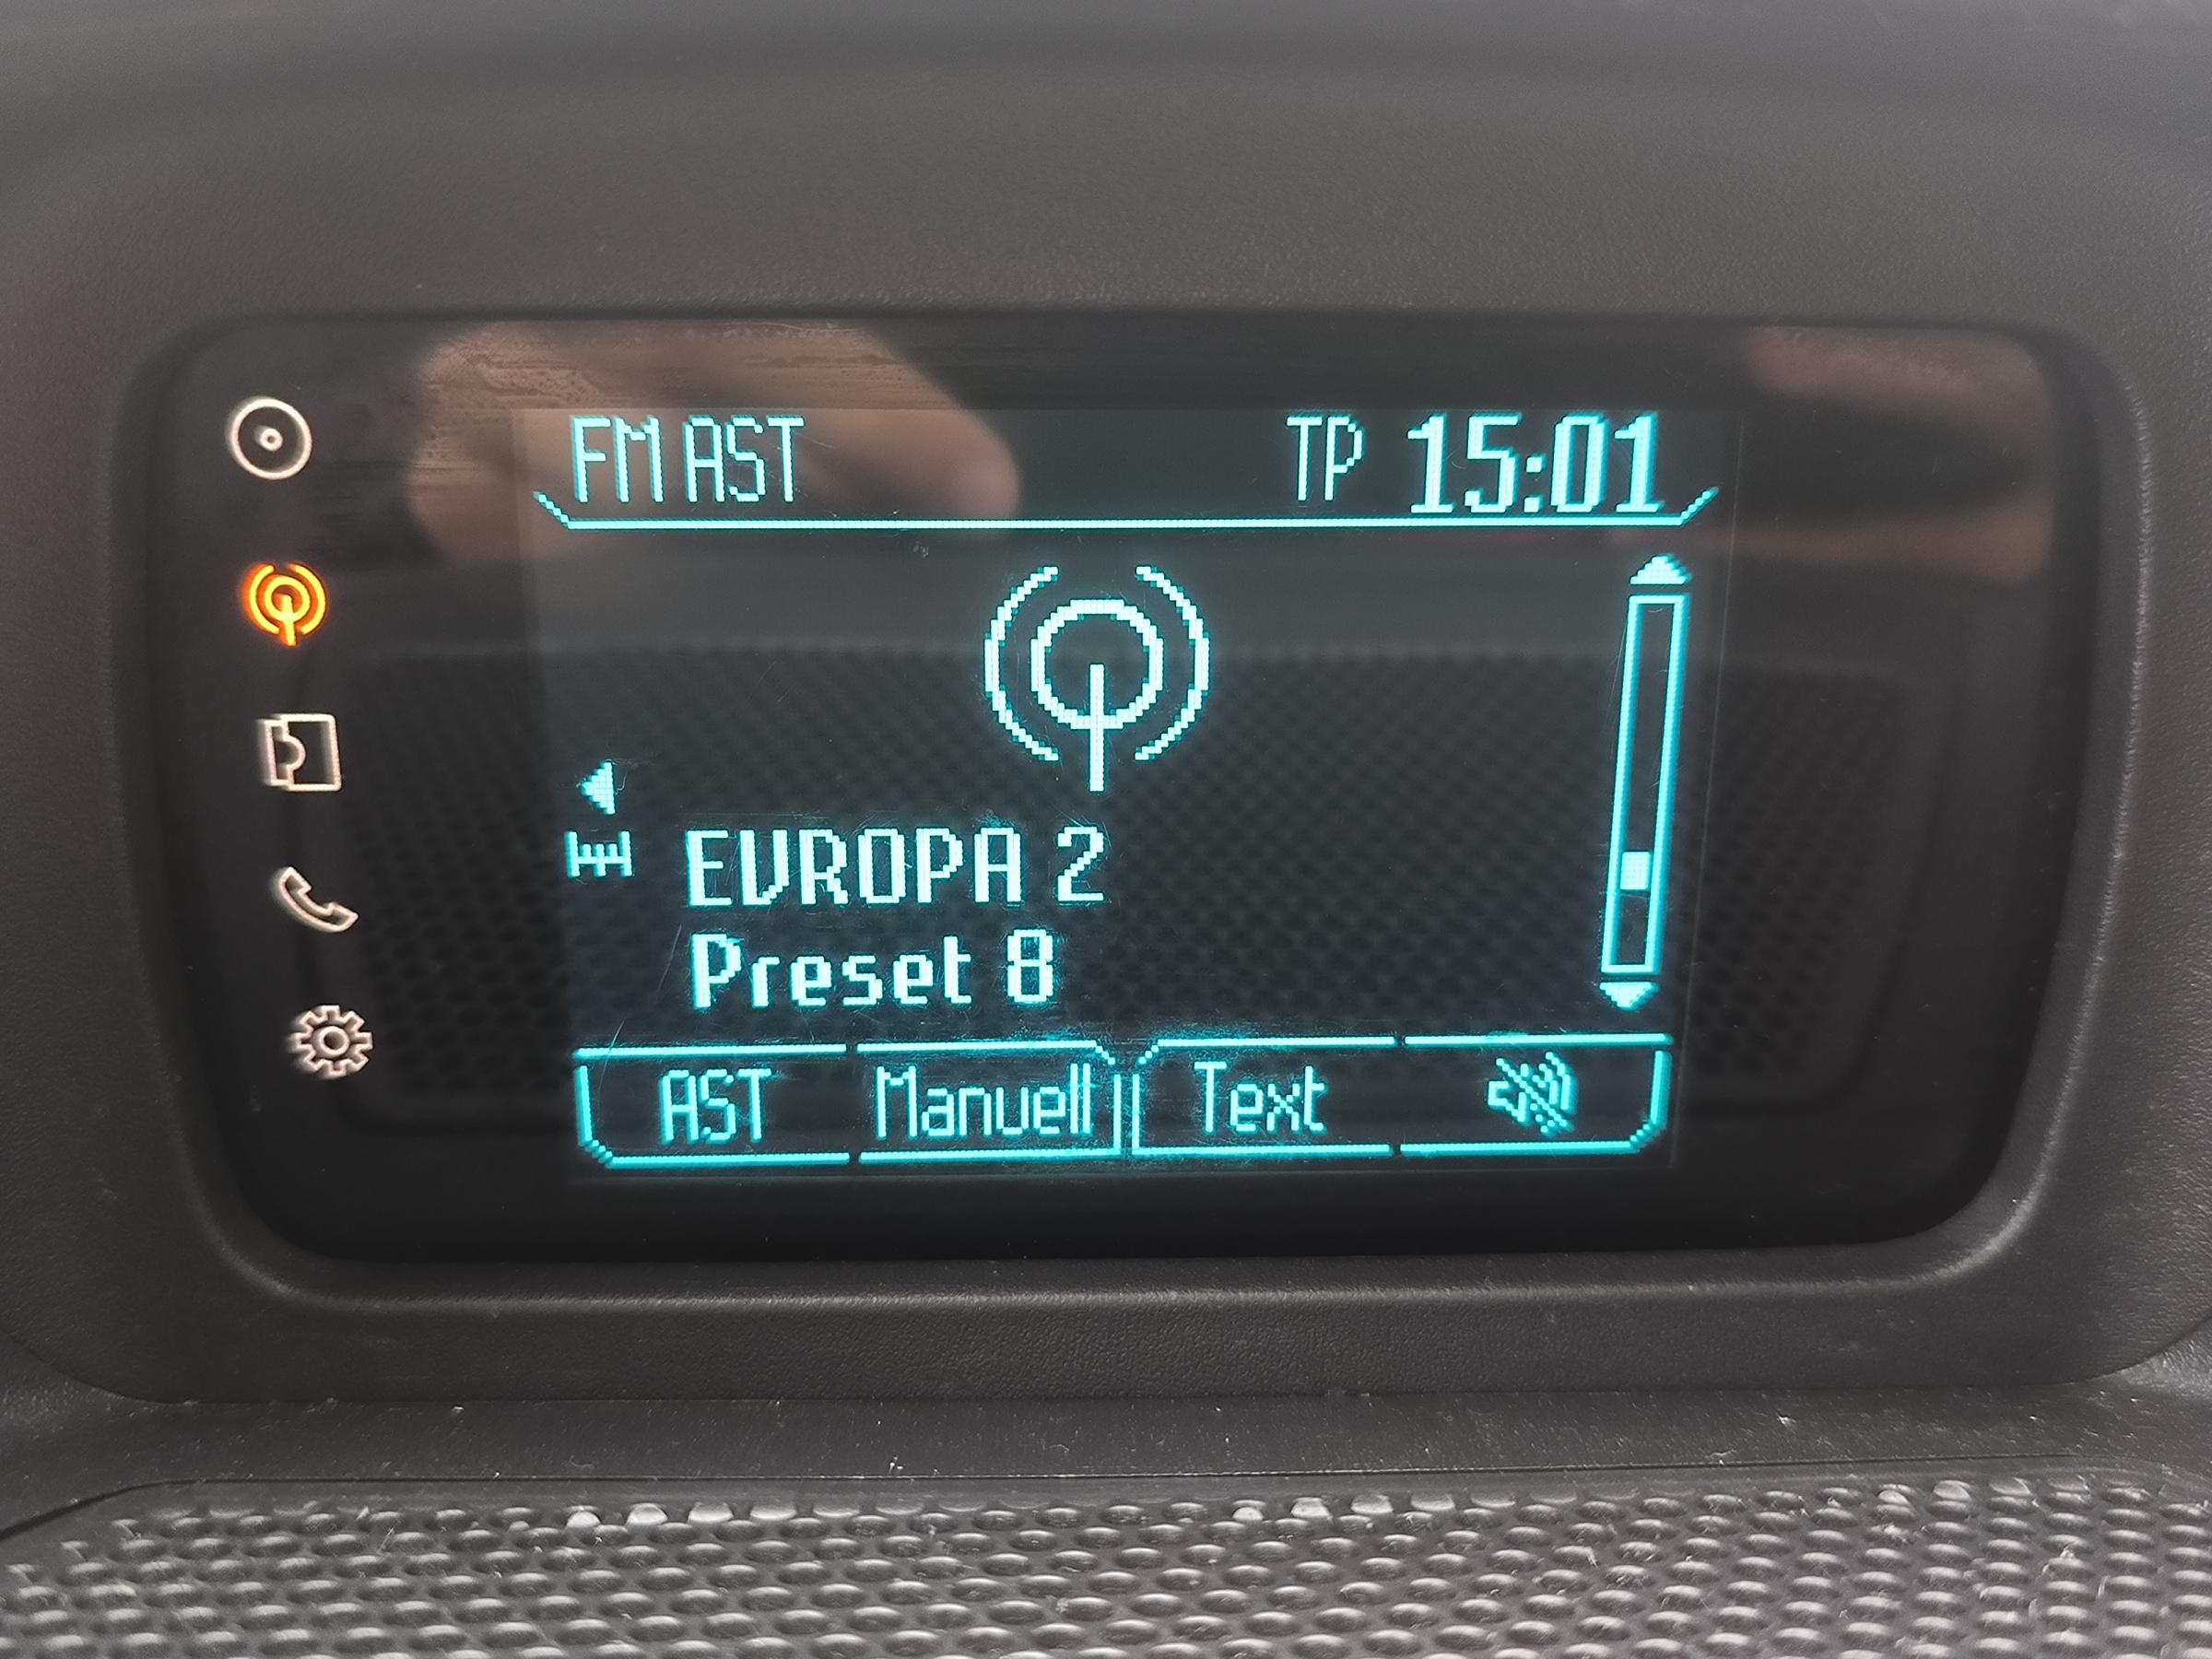 FM AST TP 15:01
EVROPA 2
Preset 8
AST Manuell Text